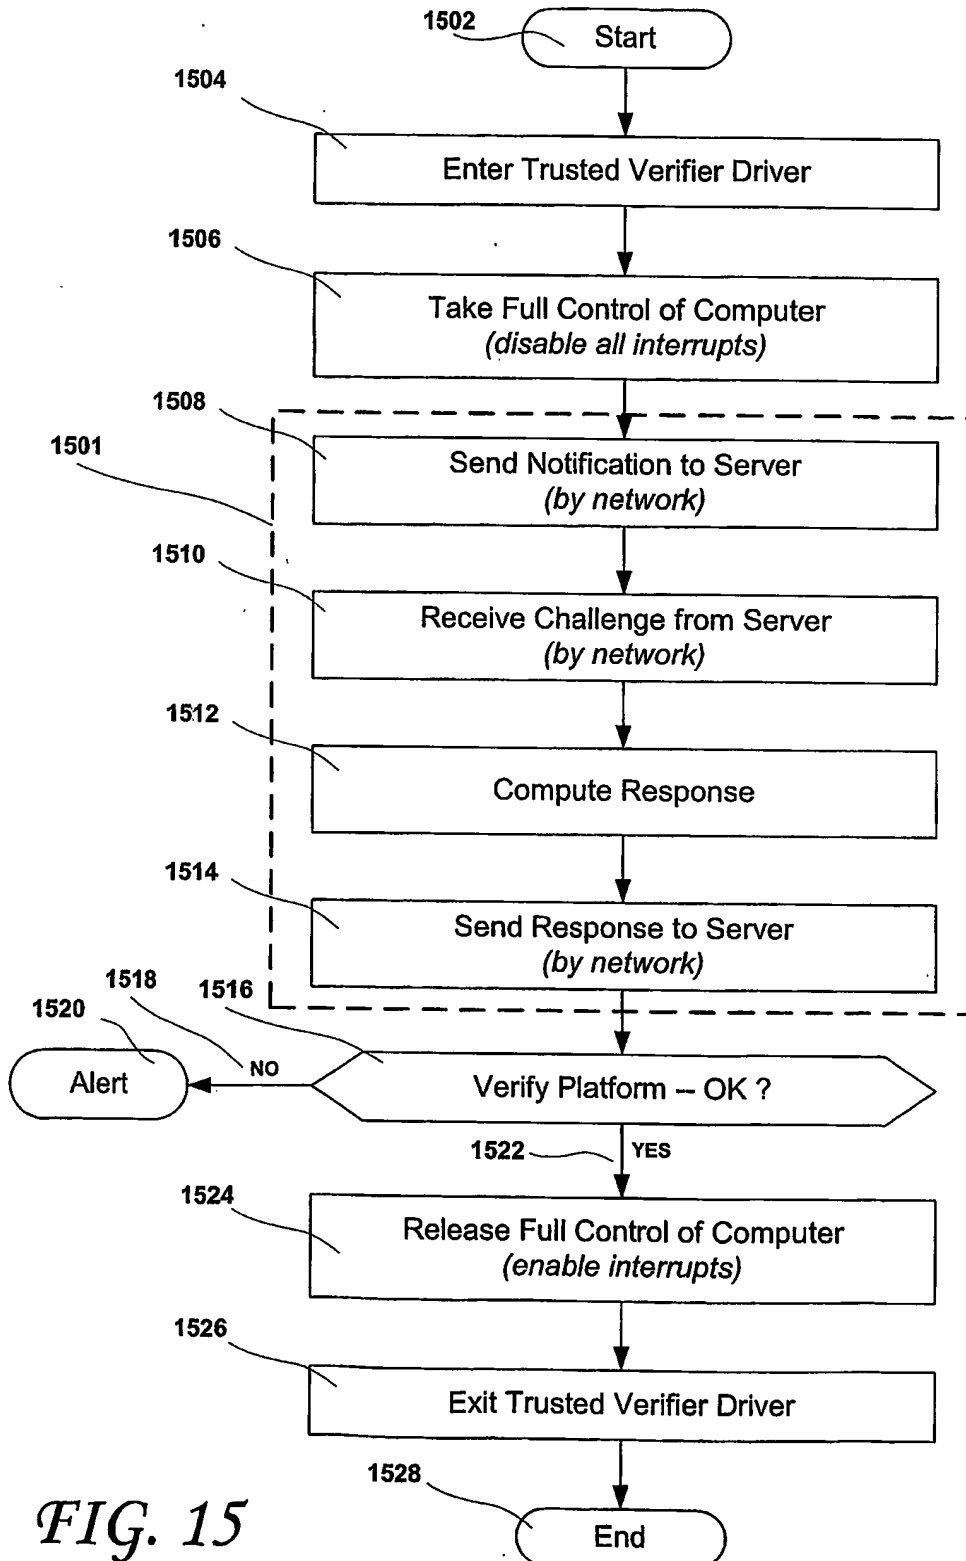 1502
Start
1504
Enter Trusted Verifier Driver
1506
Take Full Control of Computer
(disable all interrupts)
1508
1501
Send Notification to Server
(by network)
1510
Receive Challenge from Server
(by network)
1512
Compute Response
1514
Send Response to Server
(by network)
1518
1516
1520
Alert
NO
Verify Platform – OK ?
1522
YES
1524
Release Full Control of Computer
(enable interrupts)
1526
Exit Trusted Verifier Driver
1528
End
FIG. 15